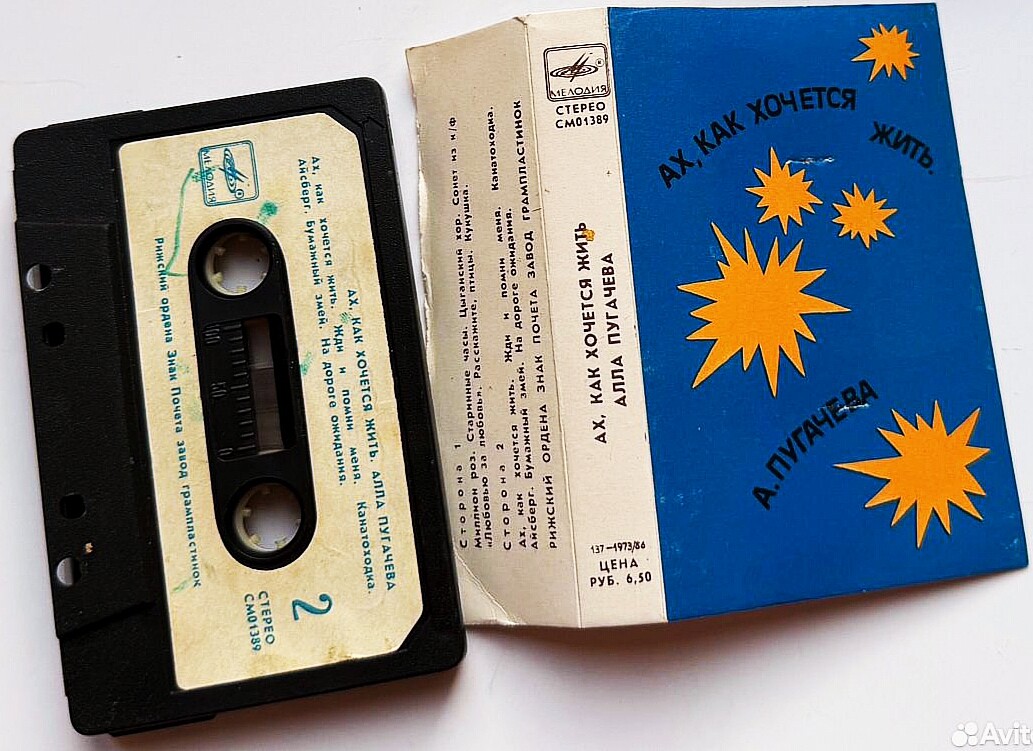 МЕЛОДИЯ
Ах, как хочется жить. Жди и помни меня. Канатоходка.
Айсберг. Бумажный змей. На дороге ожидания.
АХ, КАК ХОЧЕТСЯ ЖИТЬ. АЛЛА ПУГАЧЕВА
Рижский ордена Знак Почета завод грампластинок
2
СТЕРЕО
СМ01389
100
50
0
Сторона 1
Миллион роз. Старинные часы. Цыганский хор. Сонет из к/ф
«Любовью за любовь». Расскажите, птицы. Кукушка.
Сторона 2
Ах, как хочется жить. Жди и помни меня. Канатоходка.
Айсберг. Бумажный змей. На дороге ожидания.
РИЖСКИЙ ОРДЕНА ЗНАК ПОЧЕТА ЗАВОД ГРАМПЛАСТИНОК
МЕЛОДИЯ
СТЕРЕО
СМ01389
АХ, КАК ХОЧЕТСЯ ЖИТЬ
АЛЛА ПУГАЧЕВА
137—1973/86
ЦЕНА
РУБ. 6,50
АХ, КАК ХОЧЕТСЯ
ЖИТЬ.
А. ПУГАЧЕВА
Avit